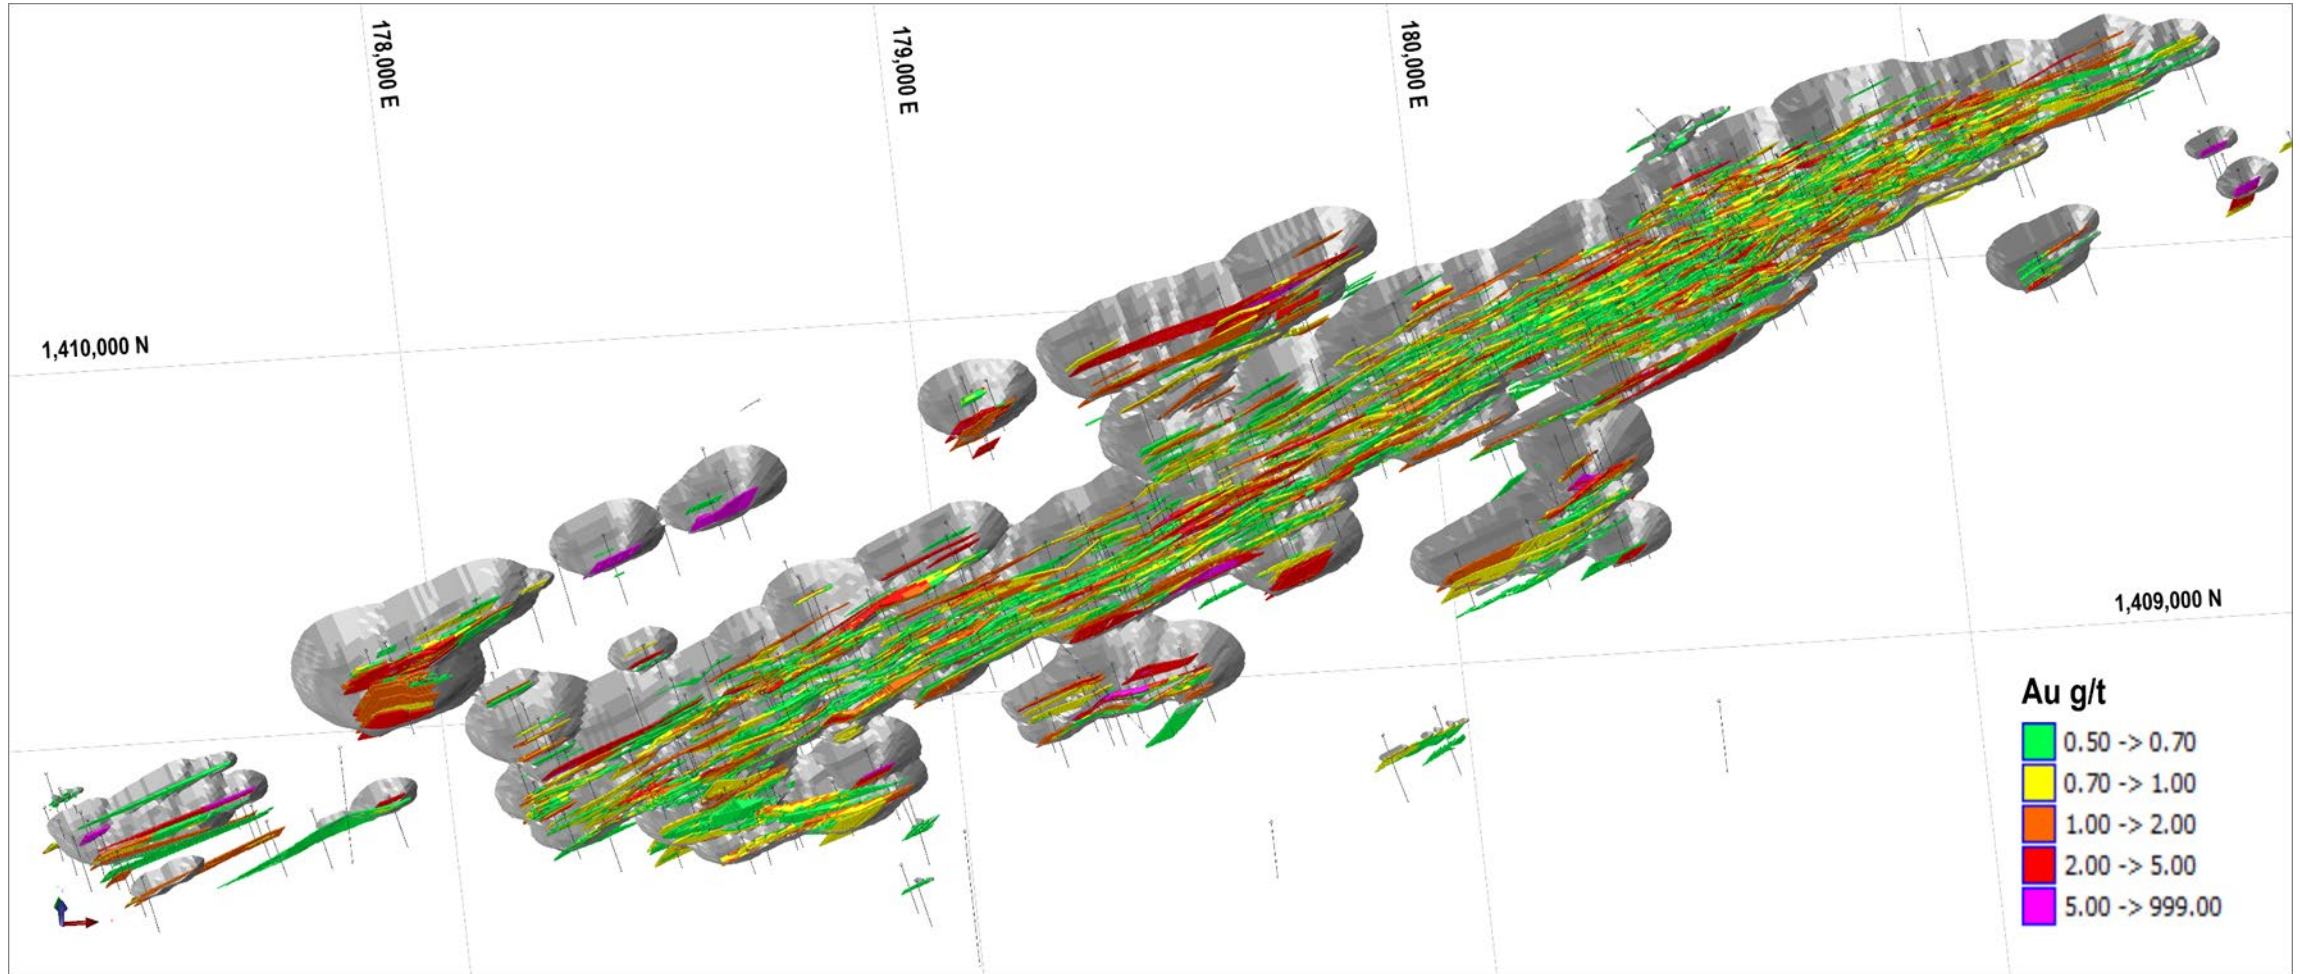 178,000 E
179,000 E
180,000 E
1,410,000 N
1,409,000 N
Au g/t
0.50 -> 0.70
0.70 -> 1.00
1.00 -> 2.00
2.00 -> 5.00
5.00 -> 999.00